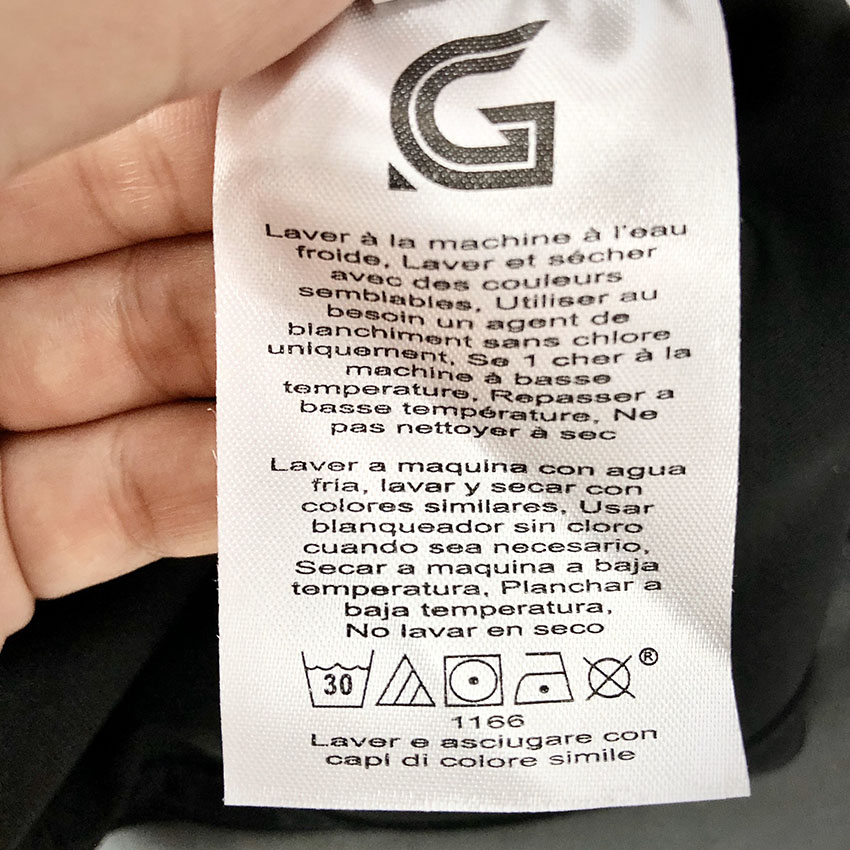 G
Laver à la machine à l'eau
froide, Laver et sécher
avec des couleurs
semblables, Utiliser au
besoin un agent de
blanchiment sans chlore
uniquement, Se 1 cher à la
machine à basse
temperature, Repasser a
basse température, Ne
pas nettoyer à sec
Laver a maquina con agua
fria, lavar y secar con
colores similares, Usar
blanqueador sin cloro
cuando sea necesario,
Secar a maquina a baja
temperatura, Planchar a
baja temperatura,
No lavar en seco
30 ®
1166
Laver e asciugare con
capi di colore simile